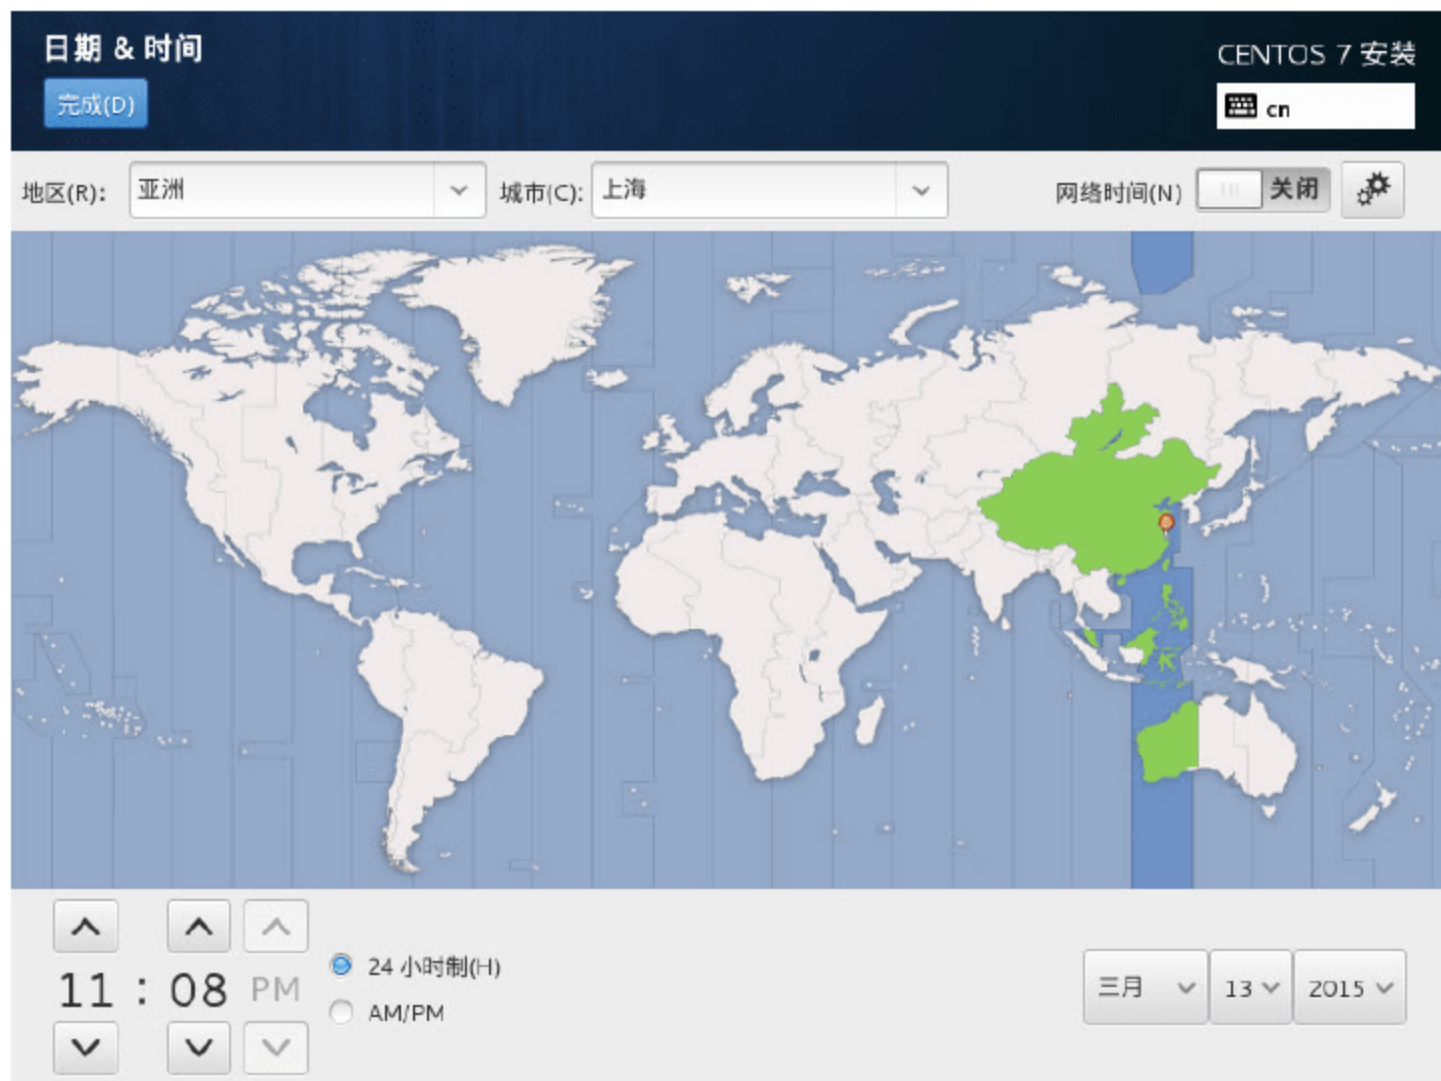 日期 & 时间
CENTOS 7 安装
完成(D)
cn
地区(R): 亚洲 城市(C): 上海 网络时间(N) 关闭
11 : 08 PM
24 小时制(H)
AM/PM
三月 13 2015